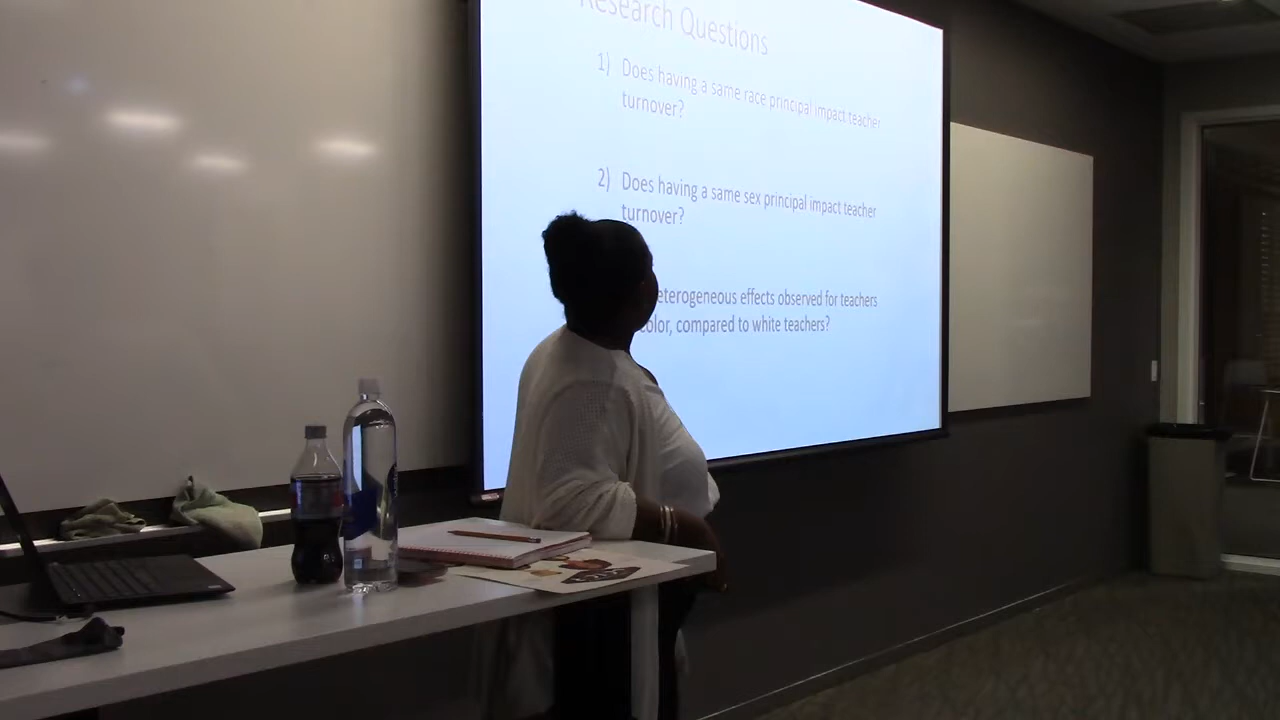 Research Questions
1) Does having a same race principal impact teacher
turnover?
2) Does having a same sex principal impact teacher
turnover?
eterogeneous effects observed for teachers
color, compared to white teachers?